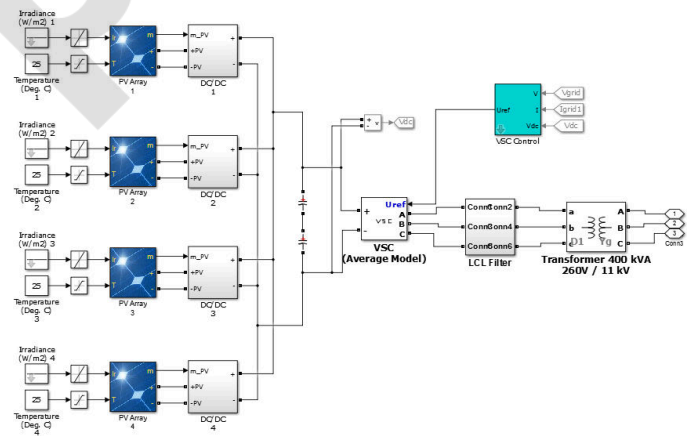 Irradiance
(W/m2) 1
Ir
m
m_PV
+
+PV
25
T
-PV
-
PV Array
1
DC/DC
1
Temperature
(Deg. C)
1
Irradiance
(W/m2) 2
Ir
m
m_PV
+
+PV
25
T
-PV
-
PV Array
2
DC/DC
2
Temperature
(Deg. C)
2
Irradiance
(W/m2) 3
Ir
m
m_PV
+
+PV
25
T
-PV
-
PV Array
3
DC/DC
3
Temperature
(Deg. C)
3
Irradiance
(W/m2) 4
Ir
m
m_PV
+
+PV
25
T
-PV
-
PV Array
4
DC/DC
4
Temperature
(Deg. C)
4
+
-
v
Vdc
V
Vgrid
Uref
I
Igrid1
Vdc
Vdc
VSC Control
Uref
+
A
VSC
B
-
C
VSC
(Average Model)
Conn2
Conn4
Conn6
LCL Filter
a
A
1
b
B
2
D1
Yg
C
3
Conn3
Transformer 400 kVA
260V / 11 kV